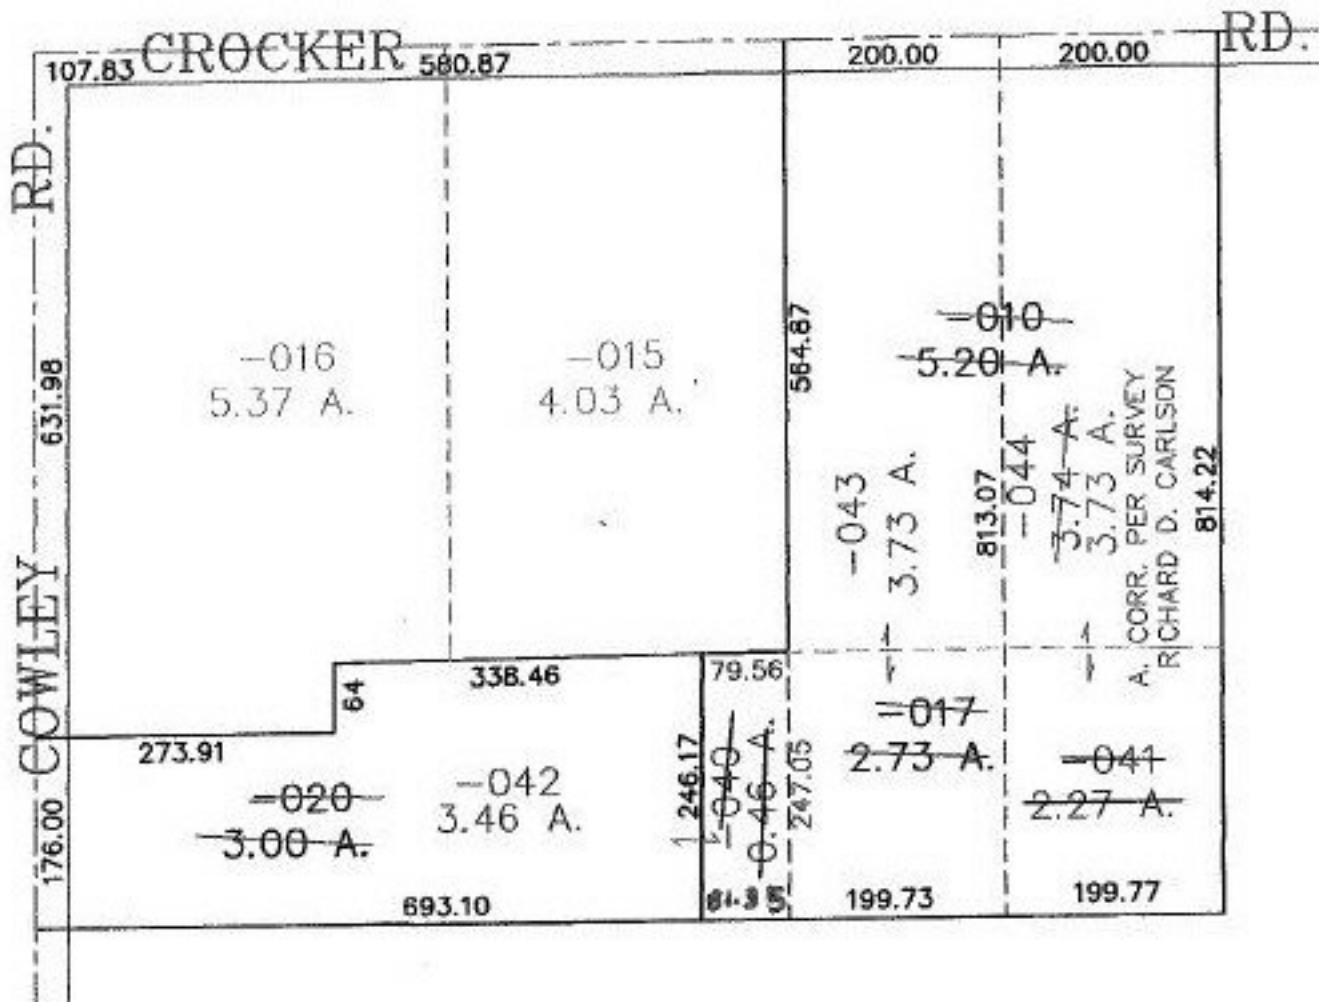 CROCKER RD.
107.83
580.87
200.00
200.00
COWLEY RD.
631.98
-016
5.37 A.
-015
4.03 A.
564.87
-010
5.20 A.
-043
3.73 A.
813.07
-044
3.74 A.
3.73 A.
A. CORR. PER SURVEY
RICHARD D. CARLSON
814.22
64
338.46
79.56
273.91
176.00
-020
3.00 A.
-042
3.46 A.
246.17
-040
0.46 A.
247.05
-017
2.73 A.
-041
2.27 A.
693.10
199.73
199.77